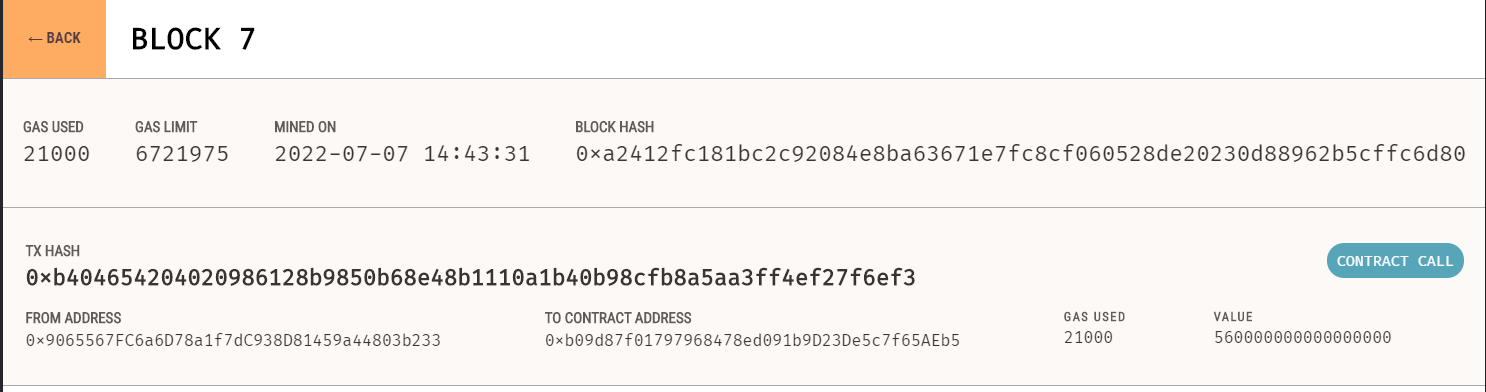 ← BACK
BLOCK 7
GAS USED GAS LIMIT MINED ON BLOCK HASH
21000 6721975 2022-07-07 14:43:31 0×a2412fc181bc2c92084e8ba63671e7fc8cf060528de20230d88962b5cffc6d80
TX HASH
0×b404654204020986128b9850b68e48b1110a1b40b98cfb8a5aa3ff4ef27f6ef3
CONTRACT CALL
FROM ADDRESS TO CONTRACT ADDRESS GAS USED VALUE
0×9065567FC6a6D78a1f7dC938D81459a44803b233 0×b09d87f01797968478ed091b9D23De5c7f65AEb5 21000 560000000000000000